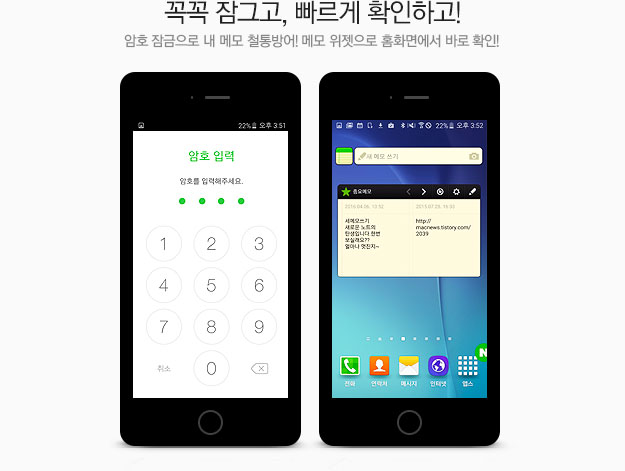 꼭꼭 잠그고, 빠르게 확인하고!
암호 잠금으로 내 메모 철통방어! 메모 위젯으로 홈화면에서 바로 확인!
22% 오후 3:51
암호 입력
암호를 입력해주세요.
1 2 3
4 5 6
7 8 9
취소 0
22% 오후 3:52
새 메모 쓰기
중요메모
2016.04.06. 13:52
2015.07.23. 16:33
새메모쓰기
새로운 노트의
탄생입니다 한번
보실래요??
얼마나 멋진지~
http://
macnews.tistory.com/
2039
N
전화 연락처 메시지 인터넷 앱스